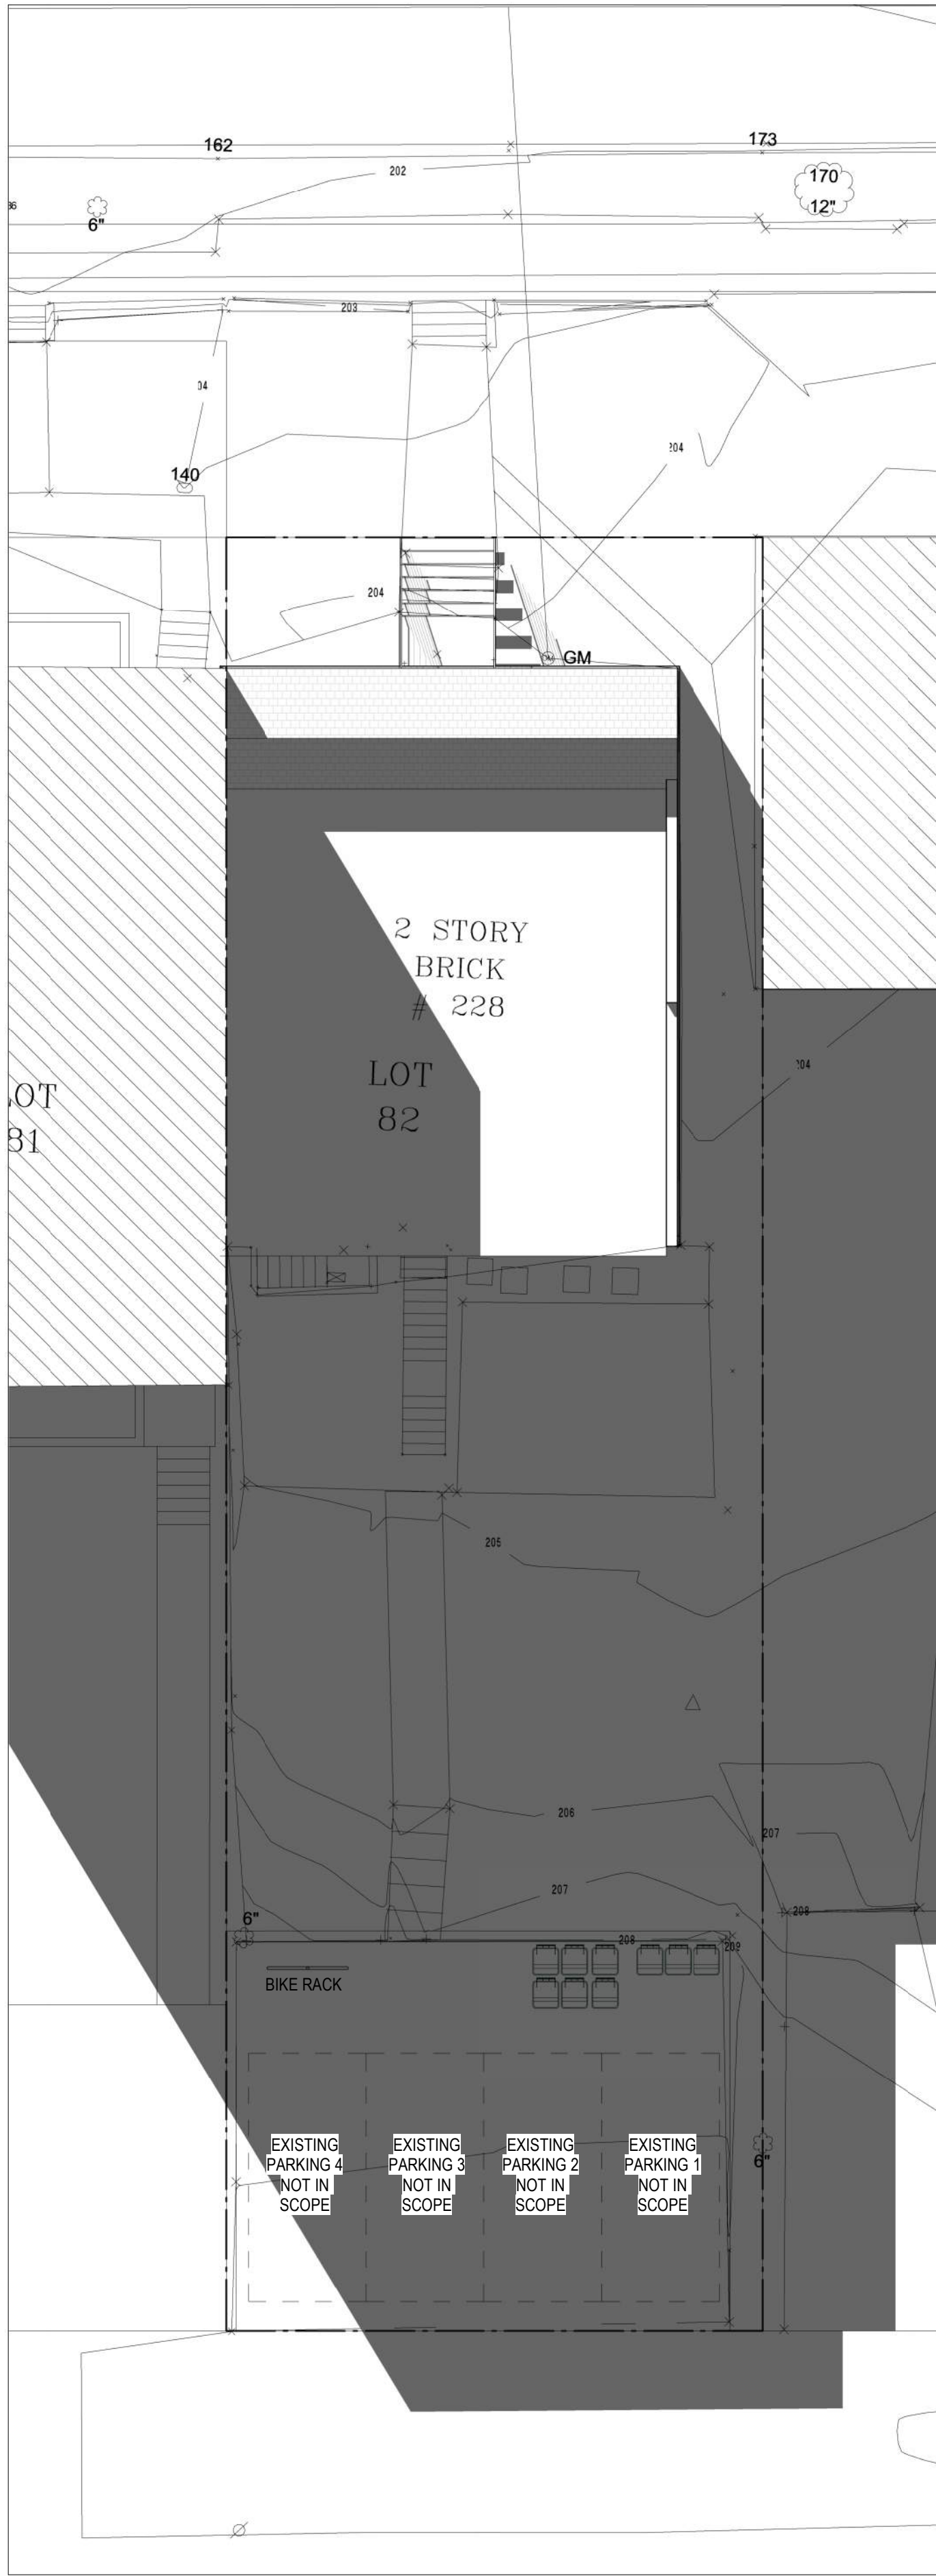 162
173
202
170
12"
6"
203
04
204
140
204
GM
2 STORY
BRICK
# 228
LOT
82
204
LOT
81
205
206
207
207
208
6"
208
209
BIKE RACK
EXISTING
PARKING 4
NOT IN
SCOPE
EXISTING
PARKING 3
NOT IN
SCOPE
EXISTING
PARKING 2
NOT IN
SCOPE
EXISTING
PARKING 1
NOT IN
SCOPE
6"